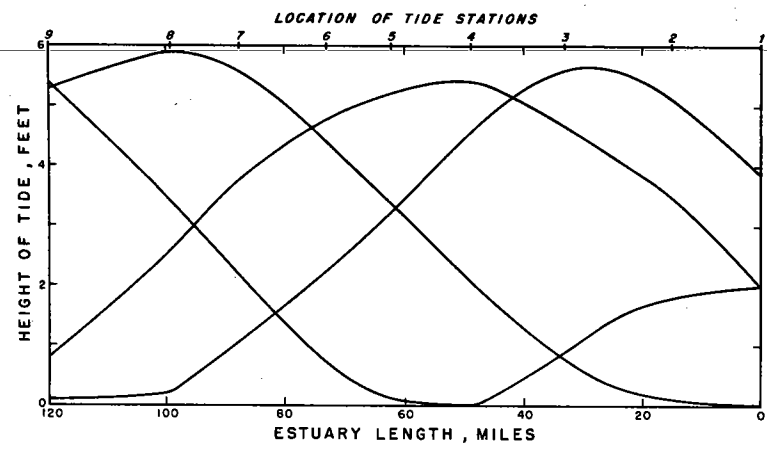 LOCATION OF TIDE STATIONS
9 8 7 6 5 4 3 2 1
6
4
2
0
HEIGHT OF TIDE, FEET
120 100 80 60 40 20 0
ESTUARY LENGTH, MILES